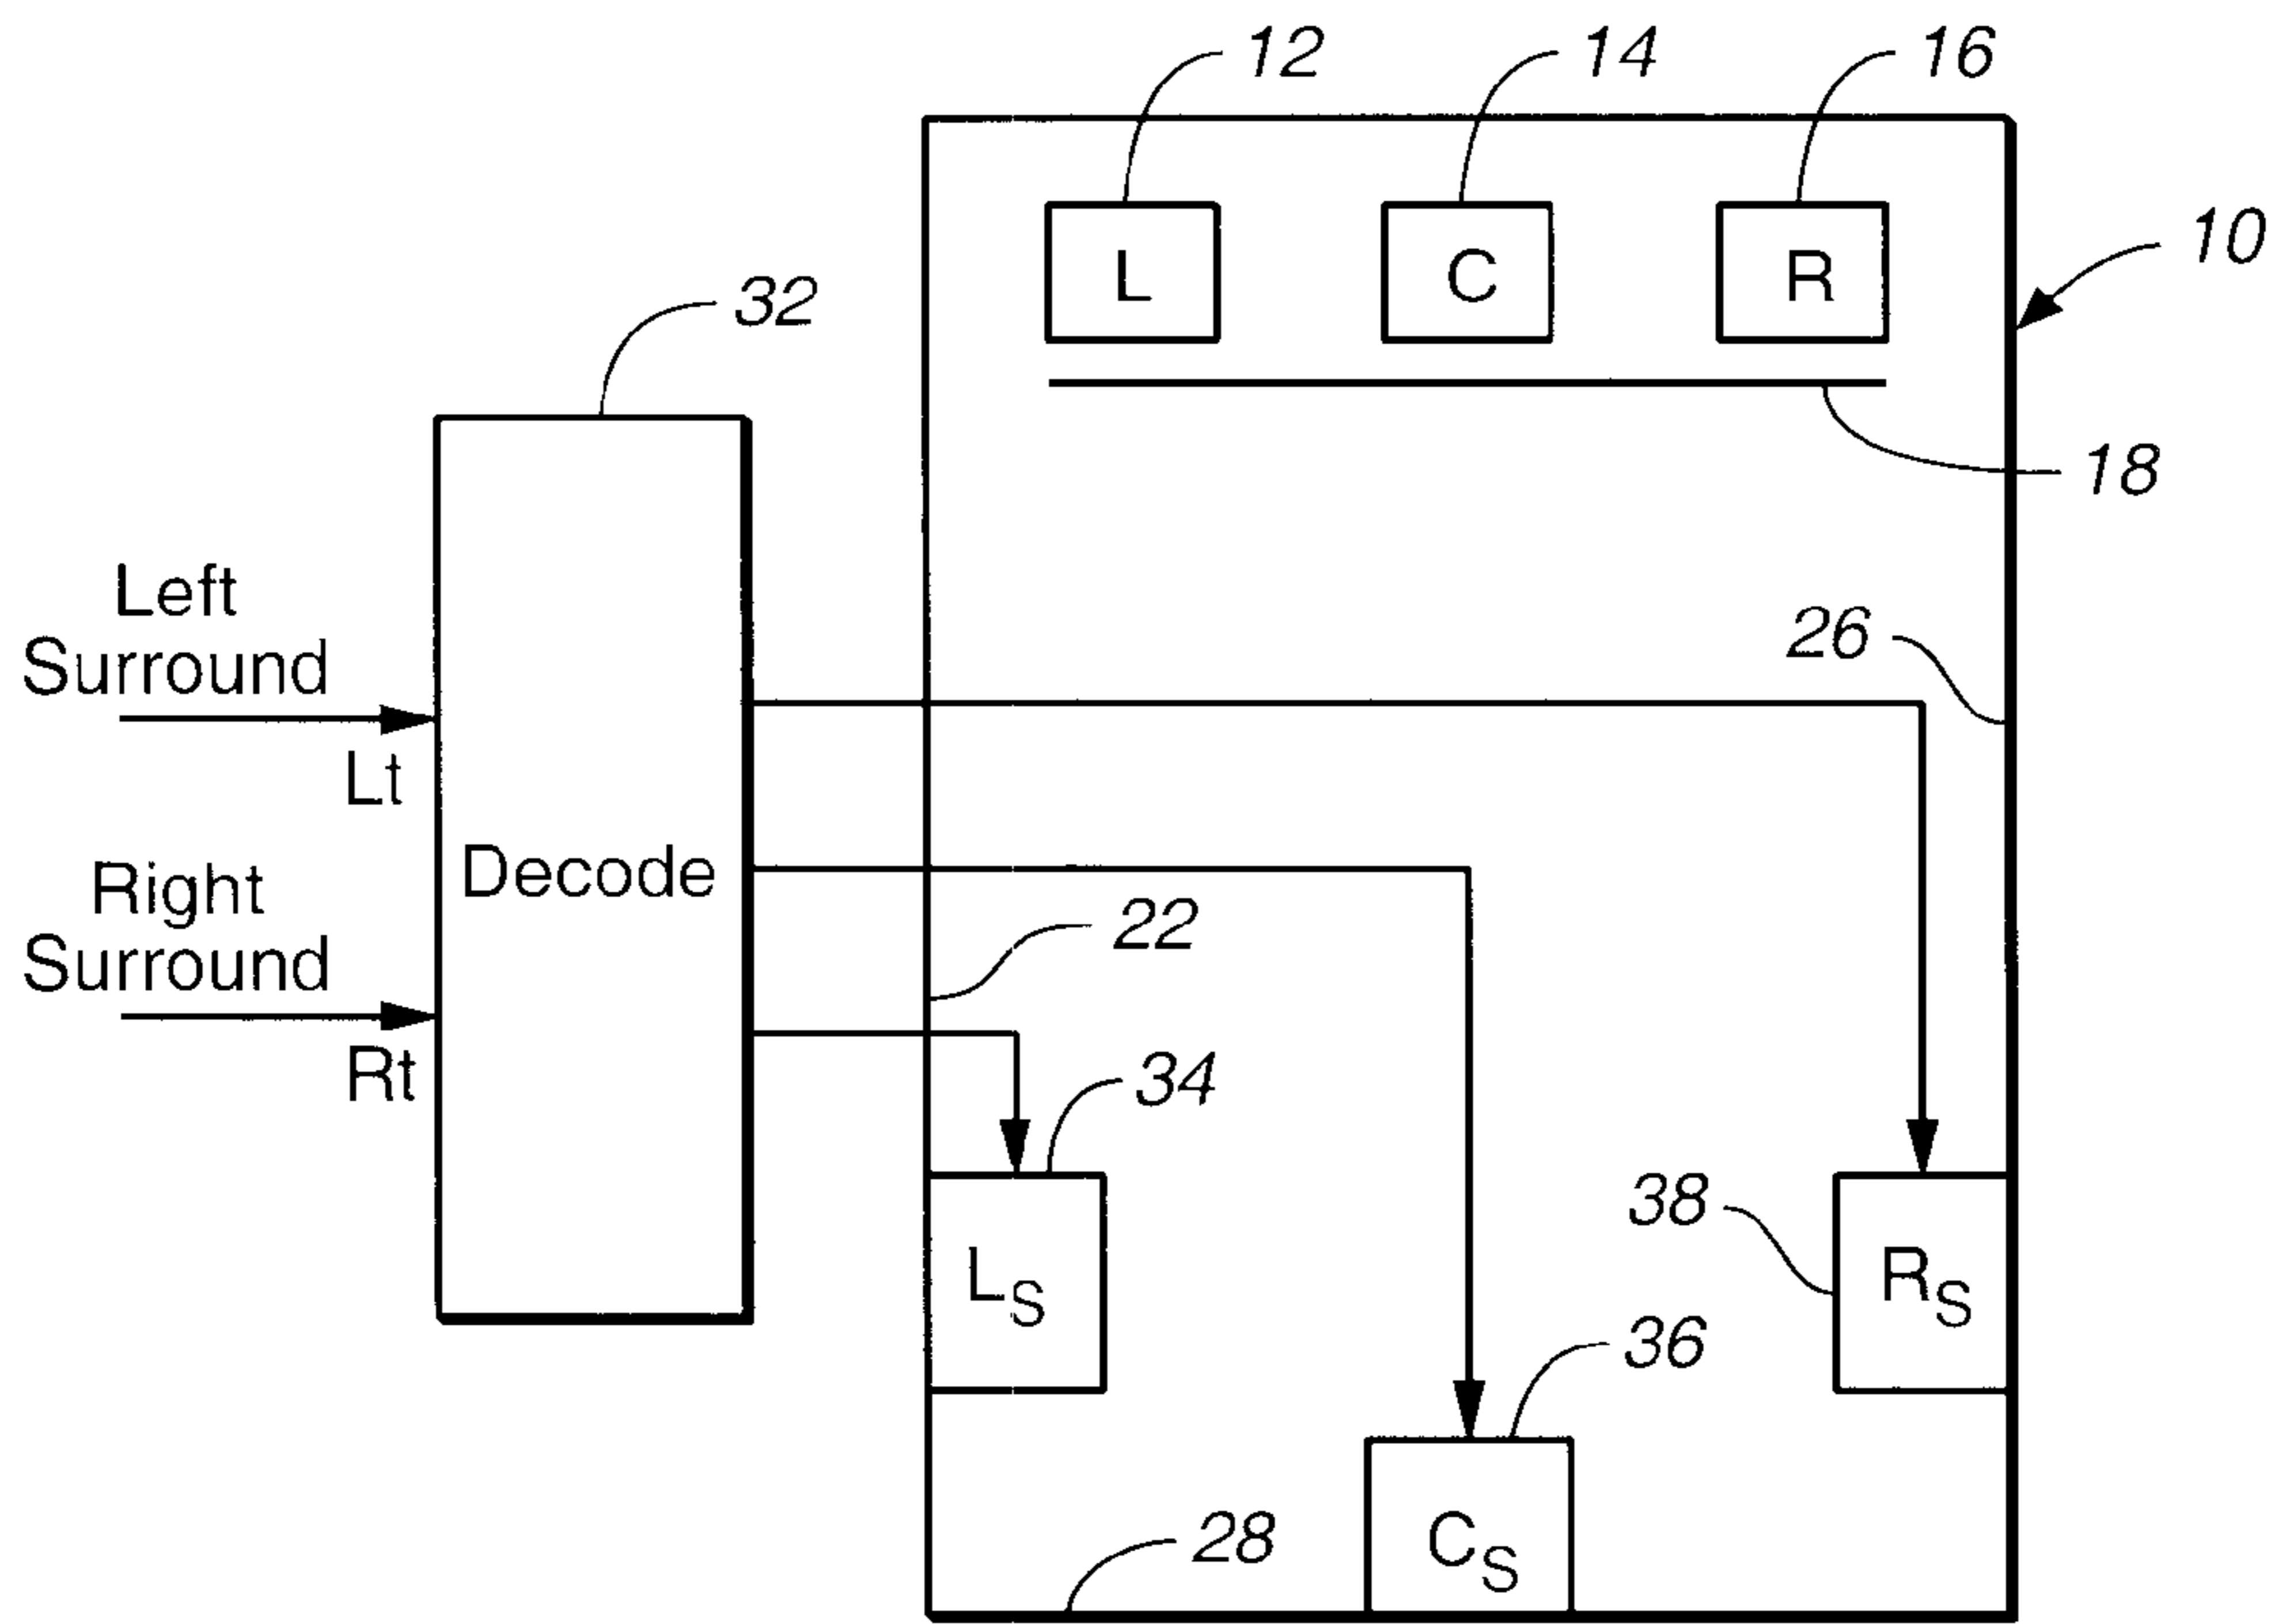 12
14
16
L
C
R
10
32
18
Left
Surround
Lt
26
Decode
Right
Surround
Rt
22
34
38
LS
RS
36
CS
28